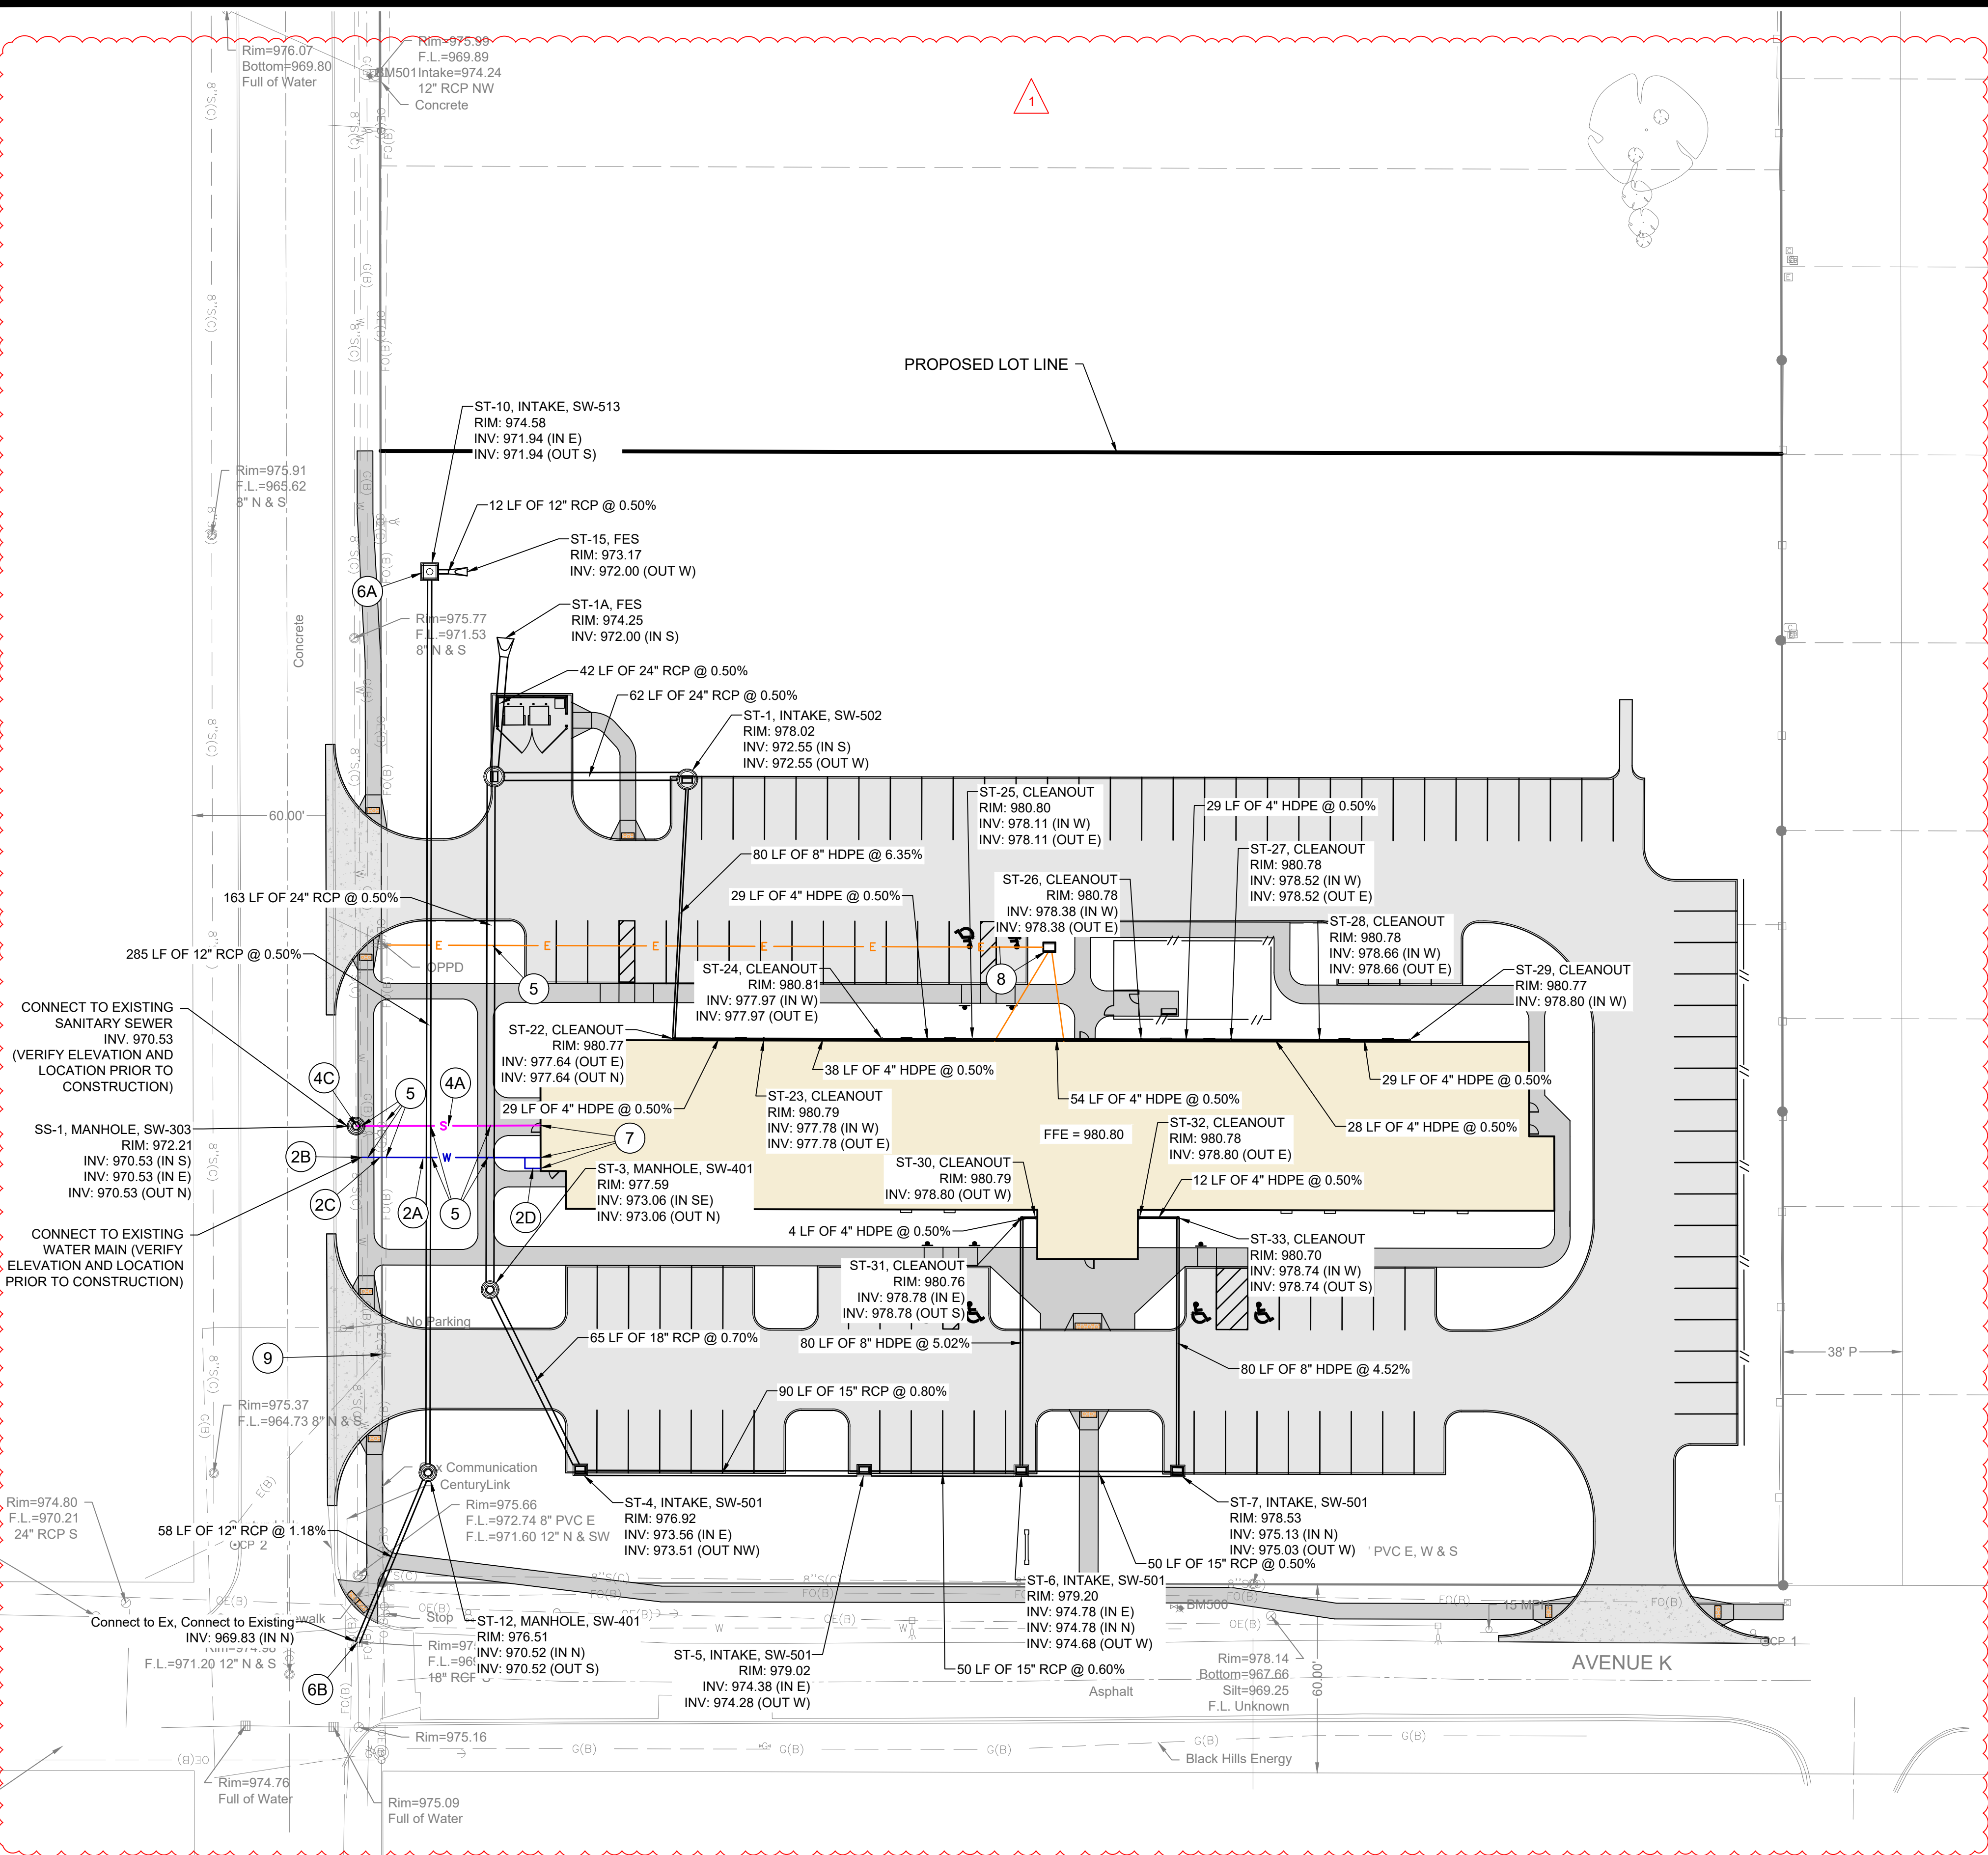 Rim=976.07
Bottom=969.80
Full of Water
Rim=975.99
F.L.=969.89
BM501
Intake=974.24
12" RCP NW
Concrete
1
PROPOSED LOT LINE
ST-10, INTAKE, SW-513
RIM: 974.58
INV: 971.94 (IN E)
INV: 971.94 (OUT S)
Rim=975.91
F.L.=965.62
8" N & S
12 LF OF 12" RCP @ 0.50%
ST-15, FES
RIM: 973.17
INV: 972.00 (OUT W)
6A
ST-1A, FES
RIM: 974.25
INV: 972.00 (IN S)
Rim=975.77
F.L.=971.53
8" N & S
Concrete
42 LF OF 24" RCP @ 0.50%
62 LF OF 24" RCP @ 0.50%
ST-1, INTAKE, SW-502
RIM: 978.02
INV: 972.55 (IN S)
INV: 972.55 (OUT W)
60.00'
ST-25, CLEANOUT
RIM: 980.80
INV: 978.11 (IN W)
INV: 978.11 (OUT E)
29 LF OF 4" HDPE @ 0.50%
80 LF OF 8" HDPE @ 6.35%
ST-27, CLEANOUT
RIM: 980.78
INV: 978.52 (IN W)
INV: 978.52 (OUT E)
163 LF OF 24" RCP @ 0.50%
29 LF OF 4" HDPE @ 0.50%
ST-26, CLEANOUT
RIM: 980.78
INV: 978.38 (IN W)
INV: 978.38 (OUT E)
ST-28, CLEANOUT
RIM: 980.78
INV: 978.66 (IN W)
INV: 978.66 (OUT E)
285 LF OF 12" RCP @ 0.50%
E E E E E E
OPPD
8
5
ST-24, CLEANOUT
RIM: 980.81
INV: 977.97 (IN W)
INV: 977.97 (OUT E)
ST-29, CLEANOUT
RIM: 980.77
INV: 978.80 (IN W)
CONNECT TO EXISTING
SANITARY SEWER
INV. 970.53
(VERIFY ELEVATION AND
LOCATION PRIOR TO
CONSTRUCTION)
ST-22, CLEANOUT
RIM: 980.77
INV: 977.64 (OUT E)
INV: 977.64 (OUT N)
38 LF OF 4" HDPE @ 0.50%
29 LF OF 4" HDPE @ 0.50%
4C
5
4A
29 LF OF 4" HDPE @ 0.50%
ST-23, CLEANOUT
RIM: 980.79
INV: 977.78 (IN W)
INV: 977.78 (OUT E)
54 LF OF 4" HDPE @ 0.50%
28 LF OF 4" HDPE @ 0.50%
FFE = 980.80
SS-1, MANHOLE, SW-303
RIM: 972.21
INV: 970.53 (IN S)
INV: 970.53 (IN E)
INV: 970.53 (OUT N)
S
7
2B
W
ST-32, CLEANOUT
RIM: 980.78
INV: 978.80 (OUT E)
ST-3, MANHOLE, SW-401
RIM: 977.59
INV: 973.06 (IN SE)
INV: 973.06 (OUT N)
ST-30, CLEANOUT
RIM: 980.79
INV: 978.80 (OUT W)
12 LF OF 4" HDPE @ 0.50%
2C
2A
5
2D
CONNECT TO EXISTING
WATER MAIN (VERIFY
ELEVATION AND LOCATION
PRIOR TO CONSTRUCTION)
4 LF OF 4" HDPE @ 0.50%
ST-33, CLEANOUT
RIM: 980.70
INV: 978.74 (IN W)
INV: 978.74 (OUT S)
ST-31, CLEANOUT
RIM: 980.76
INV: 978.78 (IN E)
INV: 978.78 (OUT S)
No Parking
9
65 LF OF 18" RCP @ 0.70%
80 LF OF 8" HDPE @ 5.02%
80 LF OF 8" HDPE @ 4.52%
38' P
90 LF OF 15" RCP @ 0.80%
Rim=975.37
F.L.=964.73 8" N & S
Communication
CenturyLink
Rim=975.66
F.L.=972.74 8" PVC E
F.L.=971.60 12" N & SW
Rim=974.80
F.L.=970.21
24" RCP S
58 LF OF 12" RCP @ 1.18%
CP 2
ST-4, INTAKE, SW-501
RIM: 976.92
INV: 973.56 (IN E)
INV: 973.51 (OUT NW)
ST-7, INTAKE, SW-501
RIM: 978.53
INV: 975.13 (IN N)
INV: 975.03 (OUT W)
' PVC E, W & S
50 LF OF 15" RCP @ 0.50%
ST-6, INTAKE, SW-501
RIM: 979.20
INV: 974.78 (IN E)
INV: 974.78 (IN N)
INV: 974.68 (OUT W)
BM500
15 MPH
CP 1
Connect to Ex, Connect to Existing
INV: 969.83 (IN N)
F.L.=971.20 12" N & S
Stop
ST-12, MANHOLE, SW-401
RIM: 976.51
INV: 970.52 (IN N)
INV: 970.52 (OUT S)
6B
ST-5, INTAKE, SW-501
RIM: 979.02
INV: 974.38 (IN E)
INV: 974.28 (OUT W)
50 LF OF 15" RCP @ 0.60%
Rim=978.14
Bottom=967.66
Silt=969.25
F.L. Unknown
Asphalt
60.00'
AVENUE K
Rim=975.16
G(B) G(B) G(B) G(B) G(B)
Black Hills Energy
OE(B)
Rim=974.76
Full of Water
Rim=975.09
Full of Water